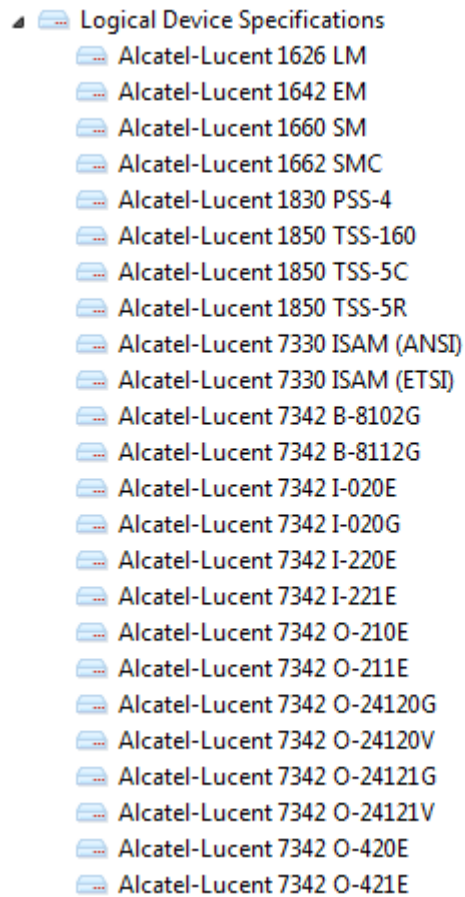 Logical Device Specifications
Alcatel-Lucent 1626 LM
Alcatel-Lucent 1642 EM
Alcatel-Lucent 1660 SM
Alcatel-Lucent 1662 SMC
Alcatel-Lucent 1830 PSS-4
Alcatel-Lucent 1850 TSS-160
Alcatel-Lucent 1850 TSS-5C
Alcatel-Lucent 1850 TSS-5R
Alcatel-Lucent 7330 ISAM (ANSI)
Alcatel-Lucent 7330 ISAM (ETSI)
Alcatel-Lucent 7342 B-8102G
Alcatel-Lucent 7342 B-8112G
Alcatel-Lucent 7342 I-020E
Alcatel-Lucent 7342 I-020G
Alcatel-Lucent 7342 I-220E
Alcatel-Lucent 7342 I-221E
Alcatel-Lucent 7342 O-210E
Alcatel-Lucent 7342 O-211E
Alcatel-Lucent 7342 O-24120G
Alcatel-Lucent 7342 O-24120V
Alcatel-Lucent 7342 O-24121G
Alcatel-Lucent 7342 O-24121V
Alcatel-Lucent 7342 O-420E
Alcatel-Lucent 7342 O-421E